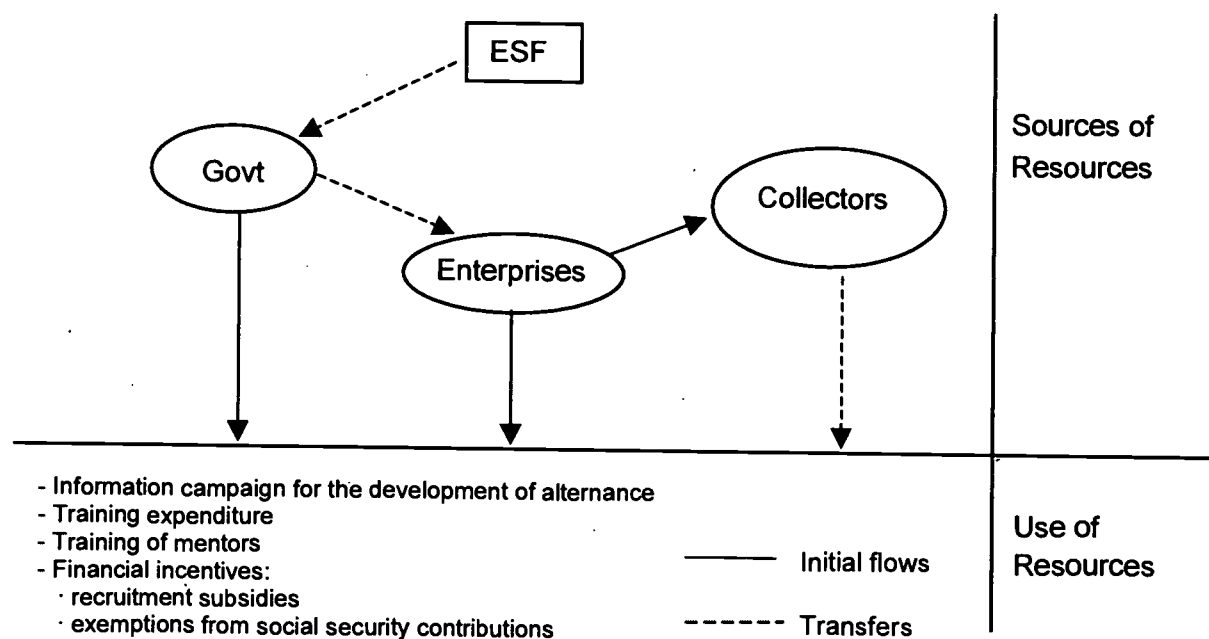 ESF
Govt
Enterprises
Collectors
Sources of
Resources
- Information campaign for the development of alternance
- Training expenditure
- Training of mentors
- Financial incentives:
· recruitment subsidies
· exemptions from social security contributions
Initial flows
Transfers
Use of
Resources